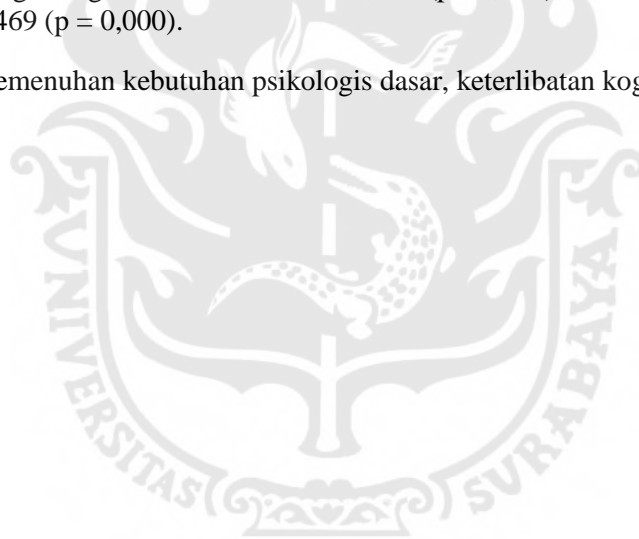 469 (p = 0,000).
emenuhan kebutuhan psikologis dasar, keterlibatan kog
UNIVERSITAS SURABAYA